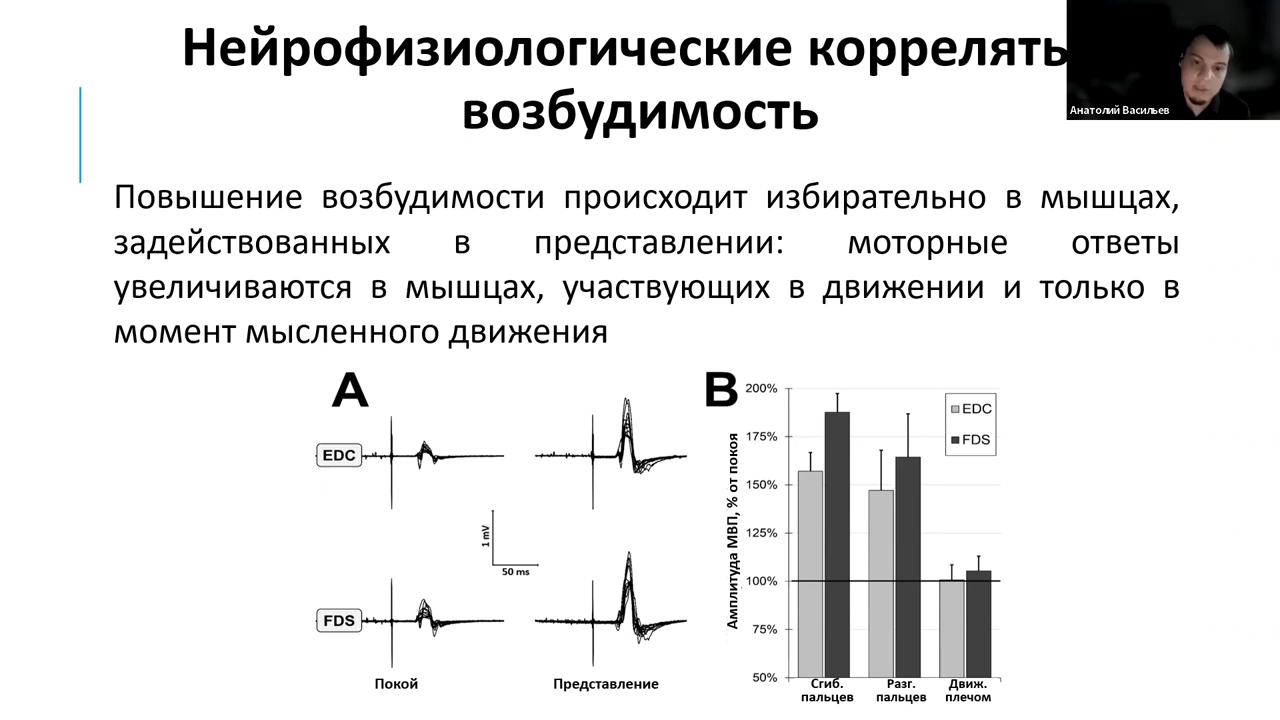 Нейрофизиологические корреляты
возбудимость
Анатолий Васильев
Повышение возбудимости происходит избирательно в мышцах,
задействованных в представлении: моторные ответы
увеличиваются в мышцах, участвующих в движении и только в
момент мысленного движения
A
EDC
FDS
1 mV
50 ms
Покой
Представление
B
Амплитуда МВП, % от покоя
200%
175%
150%
125%
100%
75%
50%
EDC
FDS
Сгиб.
пальцев
Разг.
пальцев
Движ.
плечом